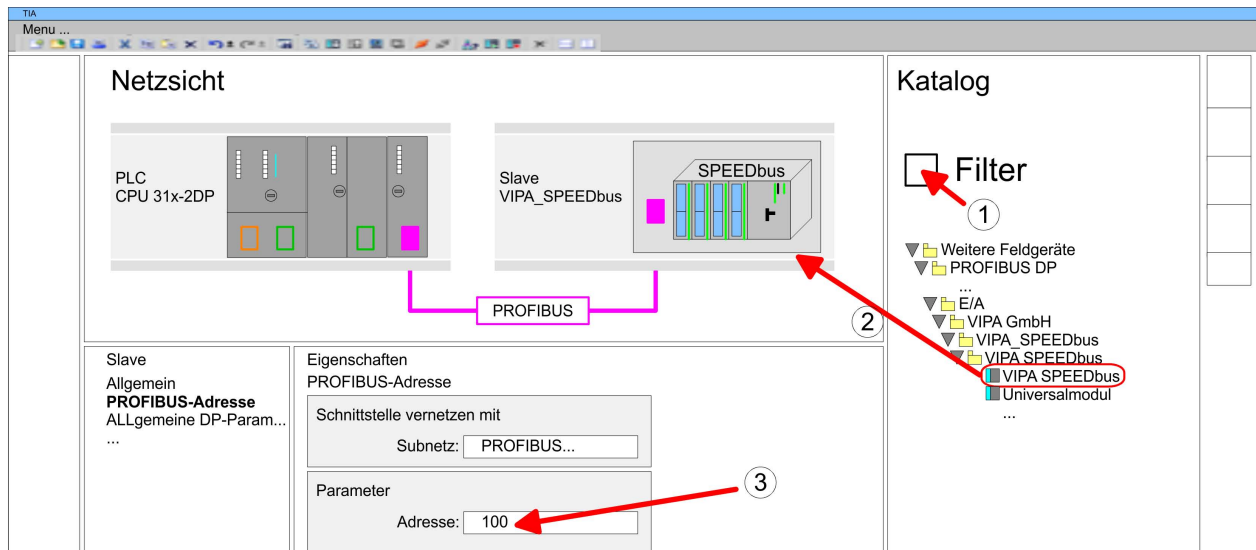 TIA
Menu ...
Netzsicht
PLC
CPU 31x-2DP
Slave
VIPA_SPEEDbus
SPEEDbus
PROFIBUS
2
Katalog
Filter
1
Weitere Feldgeräte
PROFIBUS DP
...
E/A
VIPA GmbH
VIPA_SPEEDbus
VIPA SPEEDbus
VIPA SPEEDbus
Universalmodul
...
Slave
Allgemein
PROFIBUS-Adresse
ALLgemeine DP-Param...
...
Eigenschaften
PROFIBUS-Adresse
Schnittstelle vernetzen mit
Subnetz: PROFIBUS...
Parameter
Adresse: 100
3